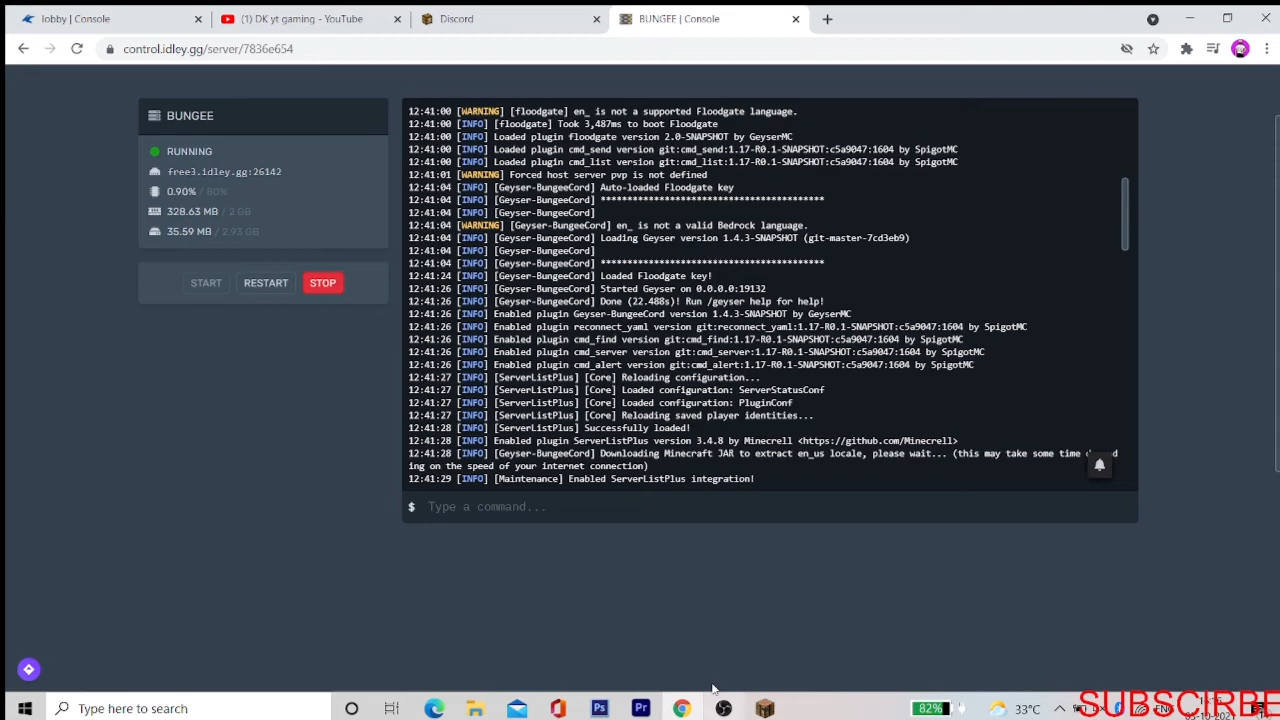 lobby | Console
(1) DK yt gaming - YouTube
Discord
BUNGEE | Console
control.idley.gg/server/7836e654
BUNGEE
RUNNING
free3.idley.gg:26142
0.90% / 80%
328.63 MB / 2 GB
35.59 MB / 2.93 GB
START RESTART STOP
12:41:00 [WARNING] [floodgate] en_ is not a supported Floodgate language.
12:41:00 [INFO] [floodgate] Took 3,487ms to boot Floodgate
12:41:00 [INFO] Loaded plugin floodgate version 2.0-SNAPSHOT by GeyserMC
12:41:00 [INFO] Loaded plugin cmd_send version git:cmd_send:1.17-R0.1-SNAPSHOT:c5a9047:1604 by SpigotMC
12:41:00 [INFO] Loaded plugin cmd_list version git:cmd_list:1.17-R0.1-SNAPSHOT:c5a9047:1604 by SpigotMC
12:41:01 [WARNING] Forced host server pvp is not defined
12:41:04 [INFO] [Geyser-BungeeCord] Auto-loaded Floodgate key
12:41:04 [INFO] [Geyser-BungeeCord] ******************************************
12:41:04 [INFO] [Geyser-BungeeCord]
12:41:04 [WARNING] [Geyser-BungeeCord] en_ is not a valid Bedrock language.
12:41:04 [INFO] [Geyser-BungeeCord] Loading Geyser version 1.4.3-SNAPSHOT (git-master-7cd3eb9)
12:41:04 [INFO] [Geyser-BungeeCord]
12:41:04 [INFO] [Geyser-BungeeCord] ******************************************
12:41:24 [INFO] [Geyser-BungeeCord] Loaded Floodgate key!
12:41:26 [INFO] [Geyser-BungeeCord] Started Geyser on 0.0.0.0:19132
12:41:26 [INFO] [Geyser-BungeeCord] Done (22.488s)! Run /geyser help for help!
12:41:26 [INFO] Enabled plugin Geyser-BungeeCord version 1.4.3-SNAPSHOT by GeyserMC
12:41:26 [INFO] Enabled plugin reconnect_yaml version git:reconnect_yaml:1.17-R0.1-SNAPSHOT:c5a9047:1604 by SpigotMC
12:41:26 [INFO] Enabled plugin cmd_find version git:cmd_find:1.17-R0.1-SNAPSHOT:c5a9047:1604 by SpigotMC
12:41:26 [INFO] Enabled plugin cmd_server version git:cmd_server:1.17-R0.1-SNAPSHOT:c5a9047:1604 by SpigotMC
12:41:26 [INFO] Enabled plugin cmd_alert version git:cmd_alert:1.17-R0.1-SNAPSHOT:c5a9047:1604 by SpigotMC
12:41:27 [INFO] [ServerListPlus] [Core] Reloading configuration...
12:41:27 [INFO] [ServerListPlus] [Core] Loaded configuration: ServerStatusConf
12:41:27 [INFO] [ServerListPlus] [Core] Loaded configuration: PluginConf
12:41:27 [INFO] [ServerListPlus] [Core] Reloading saved player identities...
12:41:28 [INFO] [ServerListPlus] Successfully loaded!
12:41:28 [INFO] Enabled plugin ServerListPlus version 3.4.8 by Minecrell <https://github.com/Minecrell>
12:41:28 [INFO] [Geyser-BungeeCord] Downloading Minecraft JAR to extract en_us locale, please wait... (this may take some time d
ing on the speed of your internet connection)
12:41:29 [INFO] [Maintenance] Enabled ServerListPlus integration!
$ Type a command...
Type here to search
82%
33°C
ENG
SUBSCIRBE